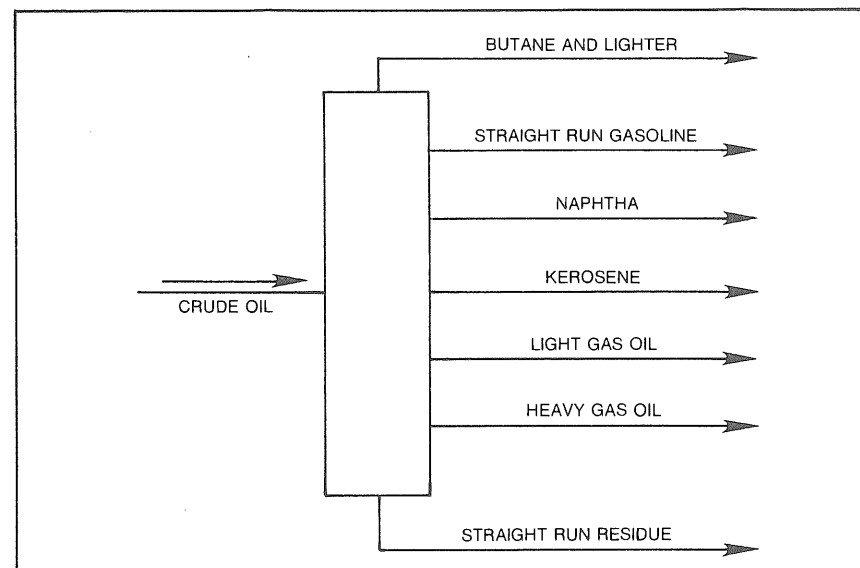 BUTANE AND LIGHTER
STRAIGHT RUN GASOLINE
NAPHTHA
KEROSENE
CRUDE OIL
LIGHT GAS OIL
HEAVY GAS OIL
STRAIGHT RUN RESIDUE